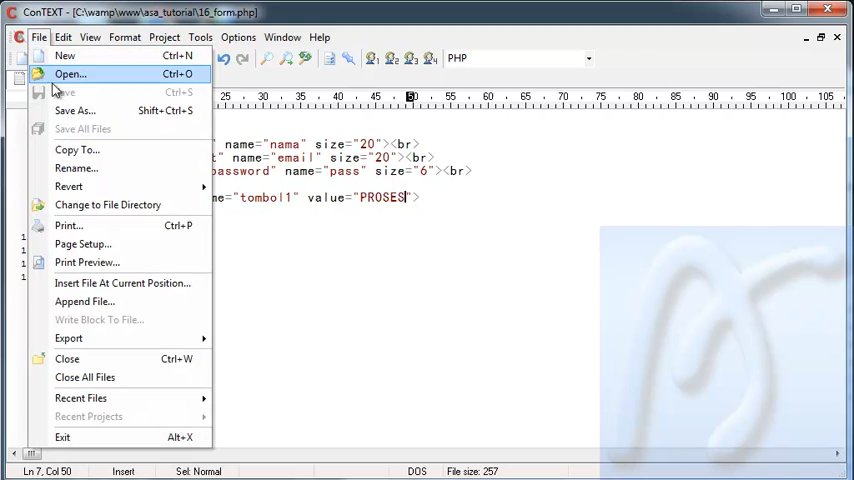 ConTEXT - [C:\wamp\www\asa_tutorial\16_form.php]
File Edit View Format Project Tools Options Window Help
New Ctrl+N
PHP
Open... Ctrl+O
Save Ctrl+S
25 30 35 40 45 50 55 60 65 70 75 80 85 90 95 100 105
Save As... Shift+Ctrl+S
Save All Files
" name="nama" size="20"><br>
Copy To...
t" name="email" size="20"><br>
Rename...
password" name="pass" size="6"><br>
Revert
me="tombol1" value="PROSES">
Change to File Directory
Print... Ctrl+P
Page Setup...
Print Preview...
Insert File At Current Position...
Append File...
Write Block To File...
Export
Close Ctrl+W
Close All Files
Recent Files
Recent Projects
Exit Alt+X
Ln 7, Col 50 Insert Sel: Normal DOS File size: 257